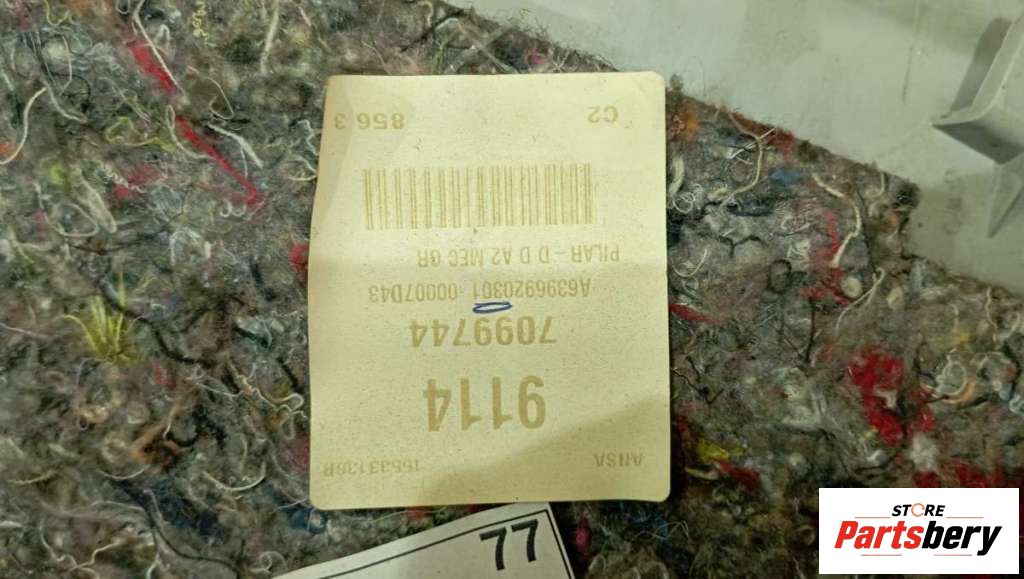 ANSA
9114
7099744
A6396920301 00007D43
PILAR - D D A2 MEC GR
C2 856 3
77
STORE
Partsbery